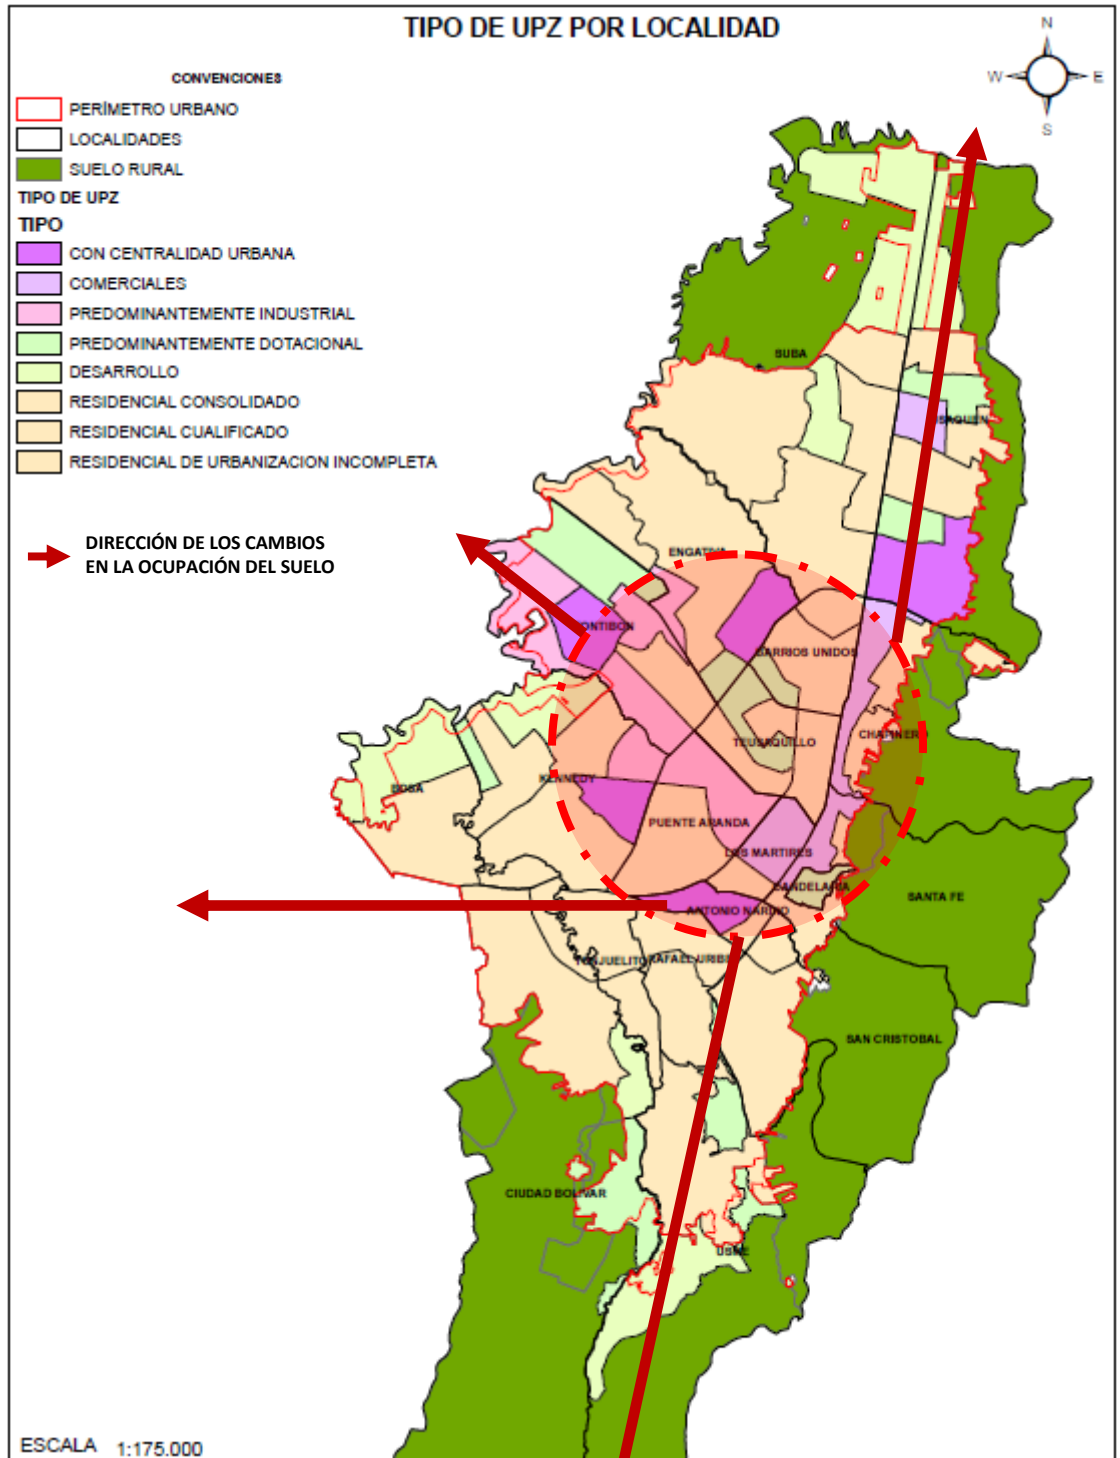 TIPO DE UPZ POR LOCALIDAD
N
W
E
S
CONVENCIONES
PERÍMETRO URBANO
LOCALIDADES
SUELO RURAL
TIPO DE UPZ
TIPO
CON CENTRALIDAD URBANA
COMERCIALES
PREDOMINANTEMENTE INDUSTRIAL
PREDOMINANTEMENTE DOTACIONAL
DESARROLLO
RESIDENCIAL CONSOLIDADO
RESIDENCIAL CUALIFICADO
RESIDENCIAL DE URBANIZACION INCOMPLETA
DIRECCIÓN DE LOS CAMBIOS
EN LA OCUPACIÓN DEL SUELO
SUBA
USAQUEN
ENGATIVA
FONTIBON
BARRIOS UNIDOS
TEUSAQUILLO
CHAPINERO
KENNEDY
BOSA
PUENTE ARANDA
LOS MARTIRES
CANDELARIA
SANTA FE
ANTONIO NARIÑO
TUNJUELITO
RAFAEL URIBE
SAN CRISTOBAL
CIUDAD BOLIVAR
USME
ESCALA 1:175.000